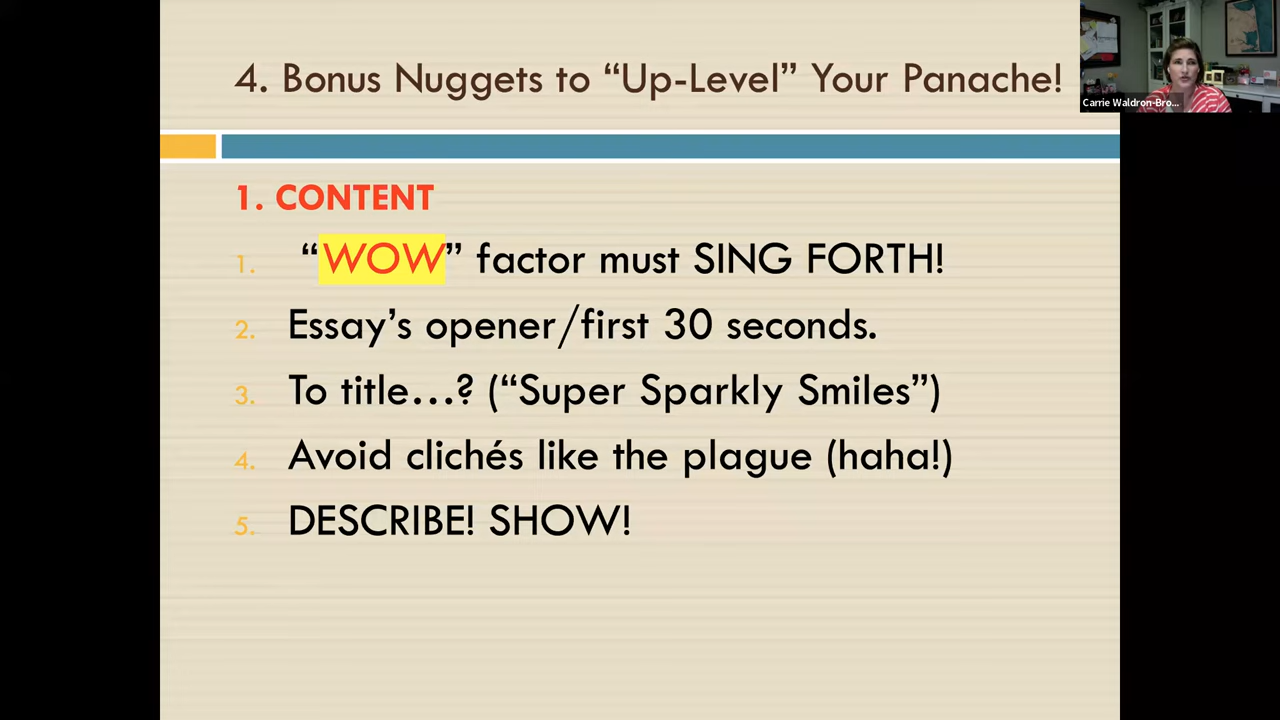 4. Bonus Nuggets to “Up-Level” Your Panache!
Carrie Waldron-Bro...
1. CONTENT
1. “WOW” factor must SING FORTH!
2. Essay’s opener/first 30 seconds.
3. To title…? (“Super Sparkly Smiles”)
4. Avoid clichés like the plague (haha!)
5. DESCRIBE! SHOW!